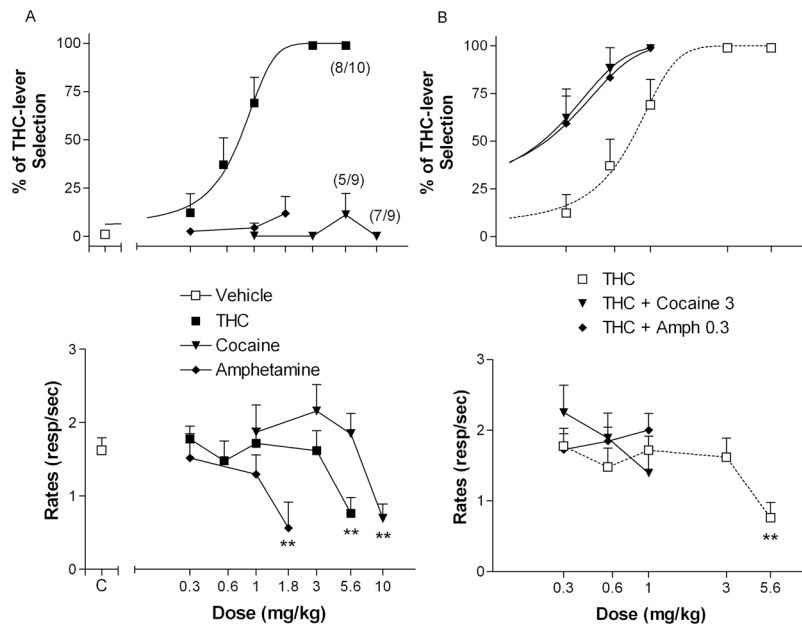 A
B
100
75
50
25
0
% of THC-lever
Selection
(8/10)
(5/9)
(7/9)
100
75
50
25
0
% of THC-lever
Selection
Vehicle
THC
Cocaine
Amphetamine
THC
THC + Cocaine 3
THC + Amph 0.3
3
2
1
0
Rates (resp/sec)
**
**
**
C
0.3
0.6
1
1.8
3
5.6
10
Dose (mg/kg)
3
2
1
0
Rates (resp/sec)
**
0.3
0.6
1
3
5.6
Dose (mg/kg)